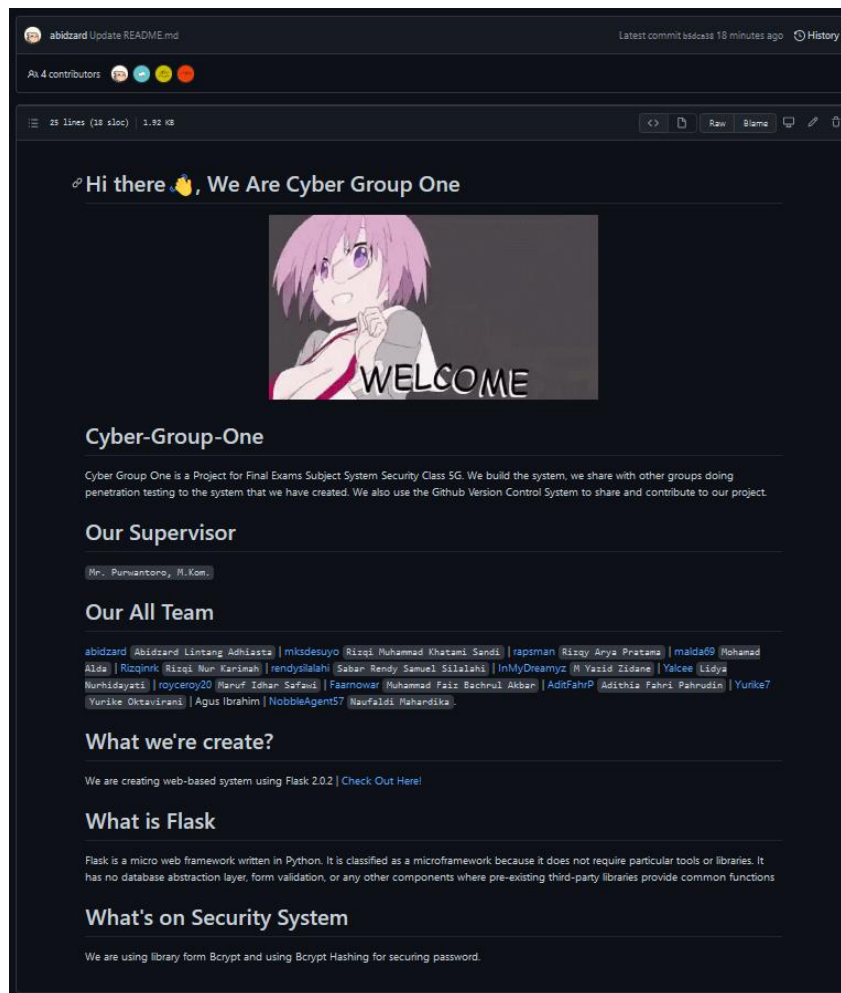 abidzard Update README.md
Latest commit b5dca38 18 minutes ago History
4 contributors
25 lines (18 sloc) | 1.92 KB
Raw Blame
Hi there 👋, We Are Cyber Group One
WELCOME
Cyber-Group-One
Cyber Group One is a Project for Final Exams Subject System Security Class 5G. We build the system, we share with other groups doing
penetration testing to the system that we have created. We also use the Github Version Control System to share and contribute to our project.
Our Supervisor
Mr. Purwantoro, M.Kom.
Our All Team
abidzard Abidzard Lintang Adhiasta | mksdesuyo Rizqi Muhammad Khatami Sandi | rapsman Rizqy Arya Pratama | malda69 Mohamad
Alda | Rizqinrk Rizqi Nur Karimah | rendysilalahi Sabar Rendy Samuel Silalahi | InMyDreamyz M Yazid Zidane | Yalcee Lidya
Nurhidayati | royceroy20 Maruf Idhar Safawi | Faarnowar Muhammad Faiz Bachrul Akbar | AditFahrP Adithia Fahri Pahrudin | Yurike7
Yurike Oktavirani | Agus Ibrahim | NobbleAgent57 Naufaldi Mahardika.
What we're create?
We are creating web-based system using Flask 2.0.2 | Check Out Here!
What is Flask
Flask is a micro web framework written in Python. It is classified as a microframework because it does not require particular tools or libraries. It
has no database abstraction layer, form validation, or any other components where pre-existing third-party libraries provide common functions
What's on Security System
We are using library form Bcrypt and using Bcrypt Hashing for securing password.